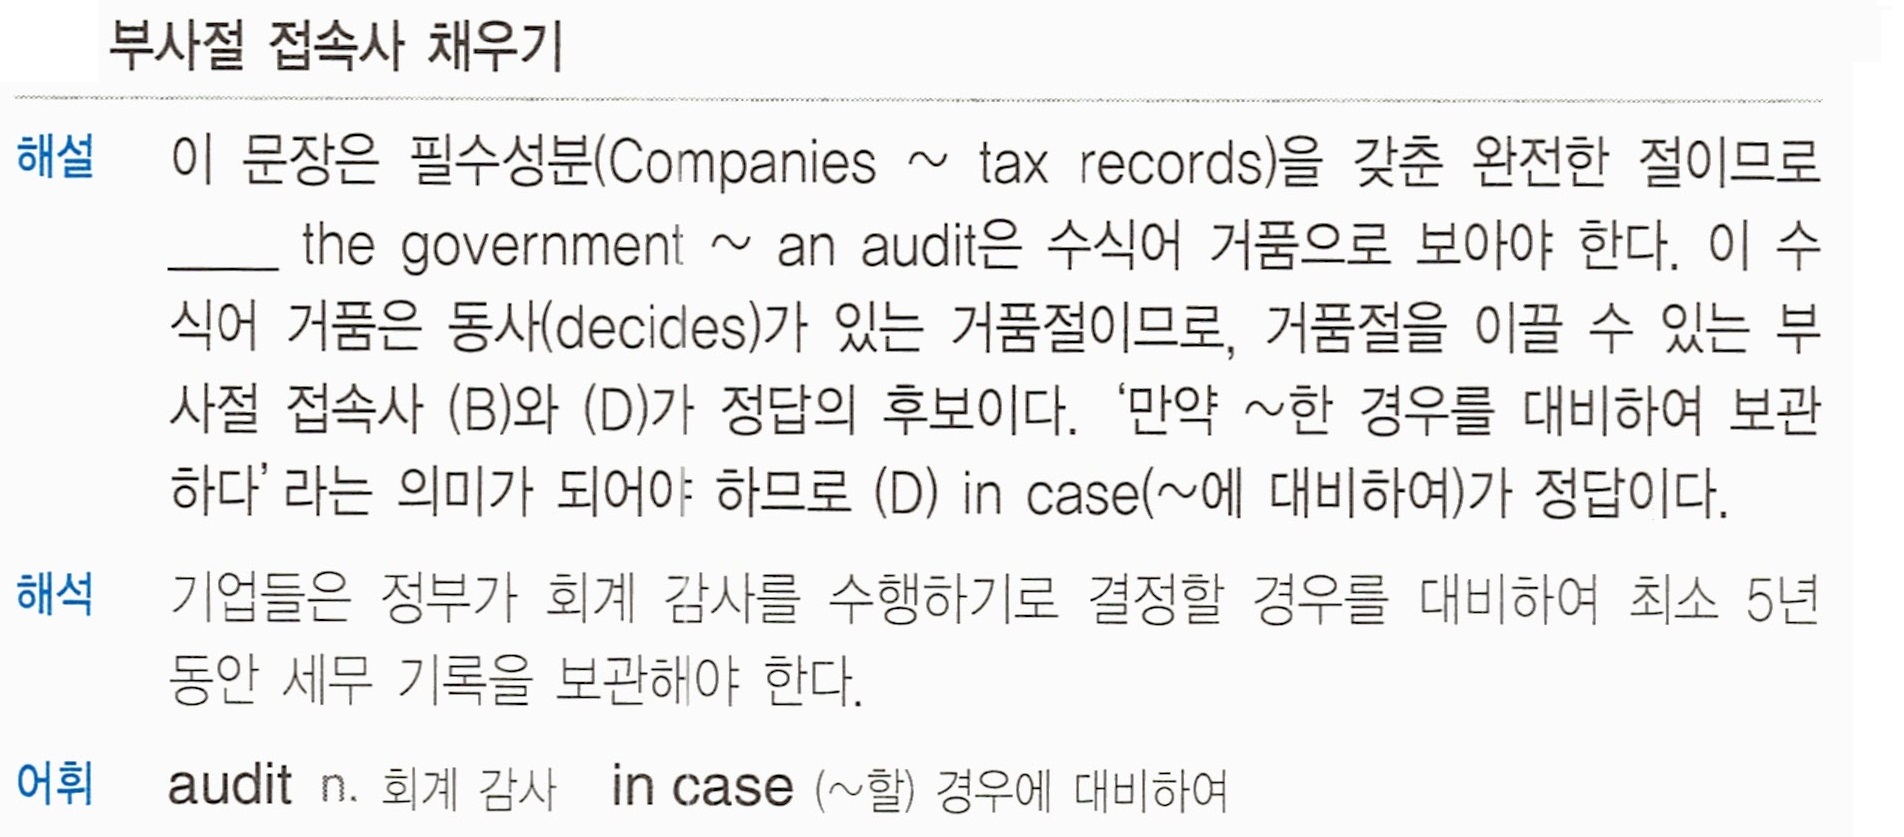 부사절 접속사 채우기
해설 이 문장은 필수성분(Companies ~ tax records)을 갖춘 완전한 절이므로
____ the government ~ an audit은 수식어 거품으로 보아야 한다. 이 수
식어 거품은 동사(decides)가 있는 거품절이므로, 거품절을 이끌 수 있는 부
사절 접속사 (B)와 (D)가 정답의 후보이다. ‘만약 ~한 경우를 대비하여 보관
하다’라는 의미가 되어야 하므로 (D) in case(~에 대비하여)가 정답이다.
해석 기업들은 정부가 회계 감사를 수행하기로 결정할 경우를 대비하여 최소 5년
동안 세무 기록을 보관해야 한다.
어휘 audit n. 회계 감사 in case (~할) 경우에 대비하여